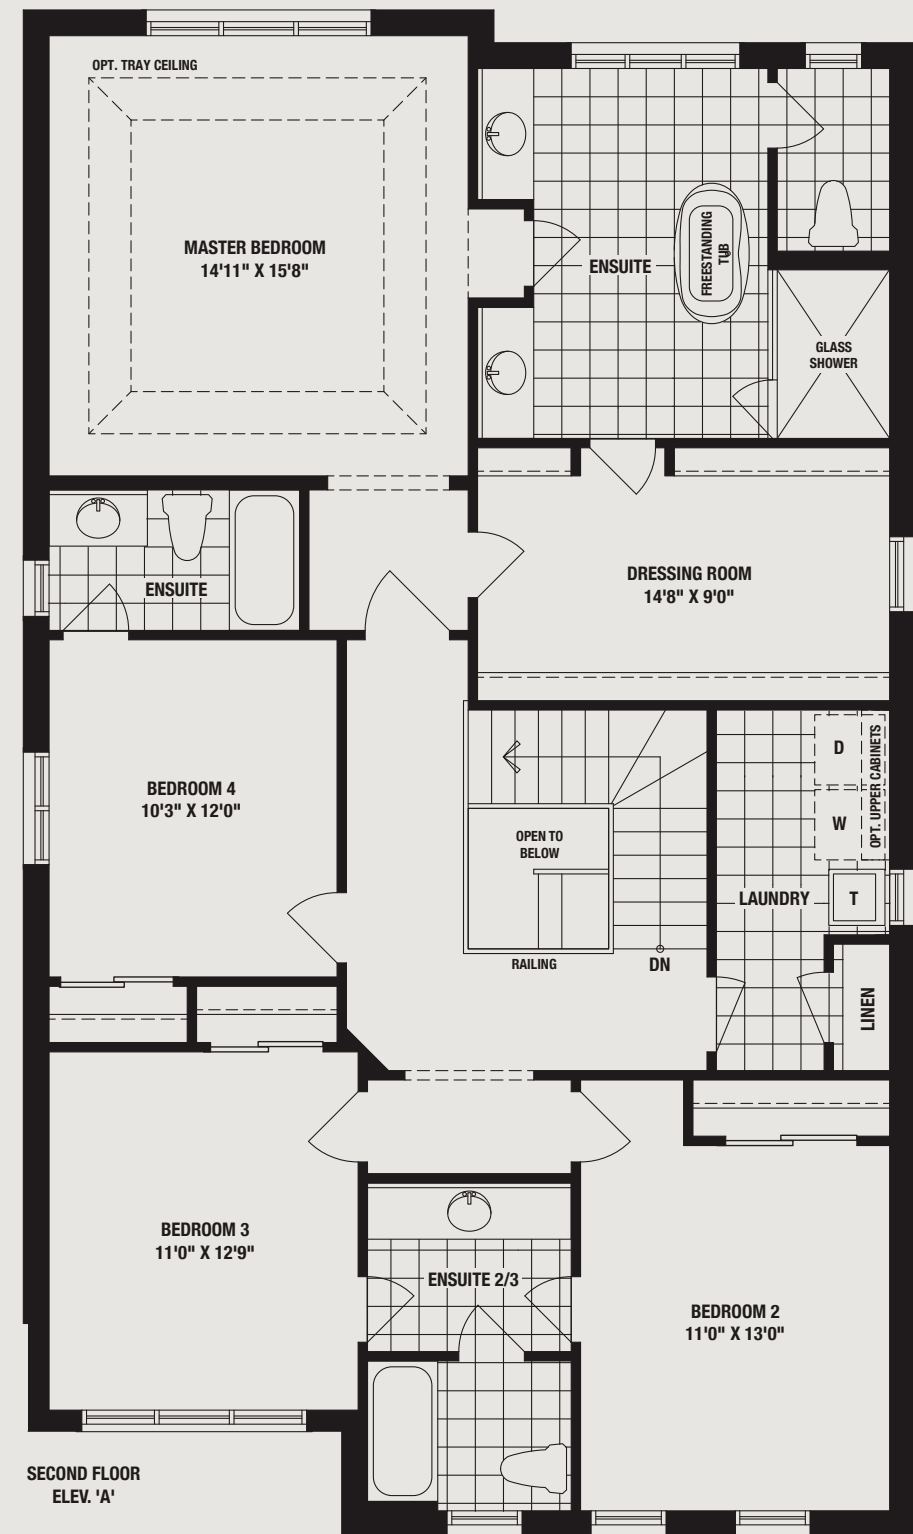 OPT. TRAY CEILING
MASTER BEDROOM
14'11" X 15'8"
ENSUITE
FREESTANDING
TUB
GLASS
SHOWER
ENSUITE
DRESSING ROOM
14'8" X 9'0"
BEDROOM 4
10'3" X 12'0"
OPEN TO
BELOW
RAILING
DN
D
W
OPT. UPPER CABINETS
LAUNDRY
T
LINEN
BEDROOM 3
11'0" X 12'9"
ENSUITE 2/3
BEDROOM 2
11'0" X 13'0"
SECOND FLOOR
ELEV. 'A'